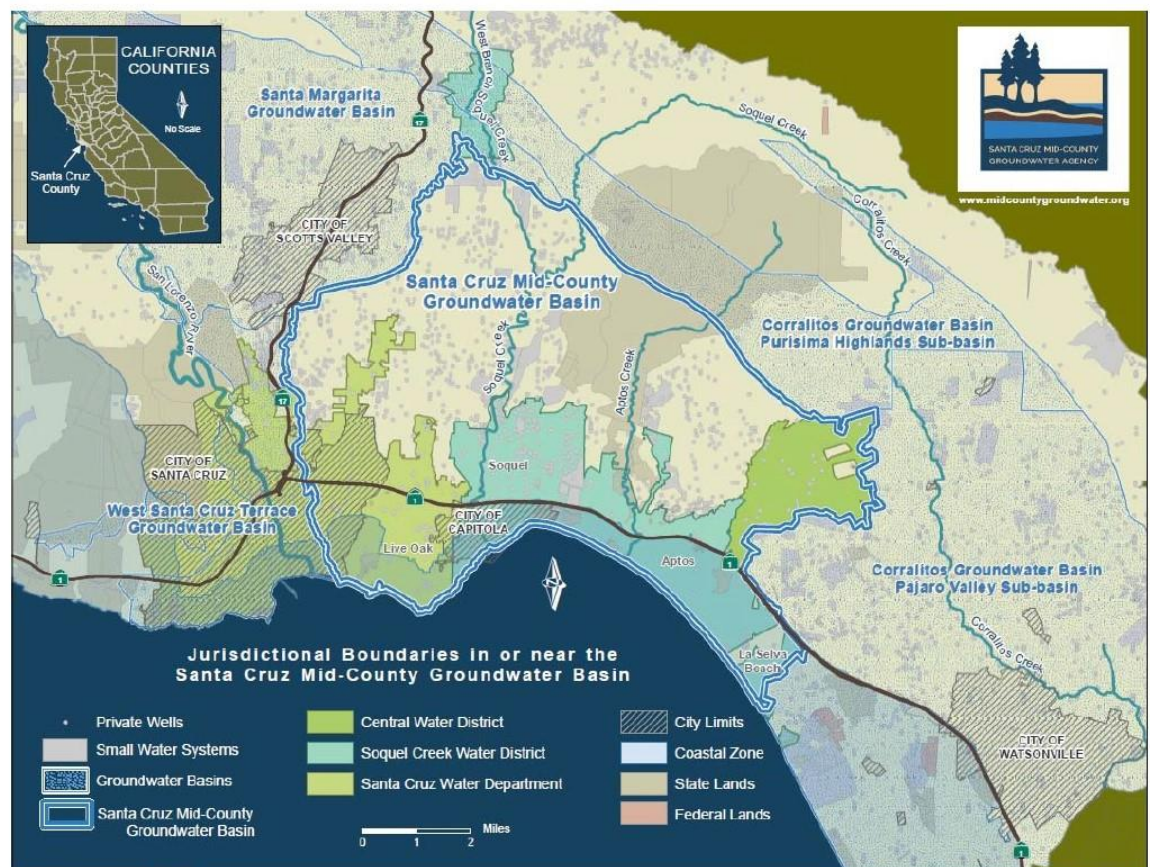 CALIFORNIA
COUNTIES
No Scale
Santa Cruz
County
Santa Margarita
Groundwater Basin
17
West Branch Soquel Creek
Soquel Creek
SANTA CRUZ MID-COUNTY
GROUNDWATER AGENCY
www.midcountygroundwater.org
CITY OF
SCOTTS VALLEY
San Lorenzo River
Santa Cruz Mid-County
Groundwater Basin
Corralitos Creek
Corralitos Groundwater Basin
Purisima Highlands Sub-basin
Soquel Creek
Aptos Creek
17
CITY OF
SANTA CRUZ
West Santa Cruz Terrace
Groundwater Basin
Soquel
1
CITY OF
CAPITOLA
Live Oak
Aptos
1
1
Corralitos Groundwater Basin
Pajaro Valley Sub-basin
Corralitos Creek
La Selva
Beach
CITY OF
WATSONVILLE
1
Jurisdictional Boundaries in or near the
Santa Cruz Mid-County Groundwater Basin
Private Wells
Small Water Systems
Groundwater Basins
Santa Cruz Mid-County
Groundwater Basin
Central Water District
Soquel Creek Water District
Santa Cruz Water Department
Miles
0 1 2
City Limits
Coastal Zone
State Lands
Federal Lands